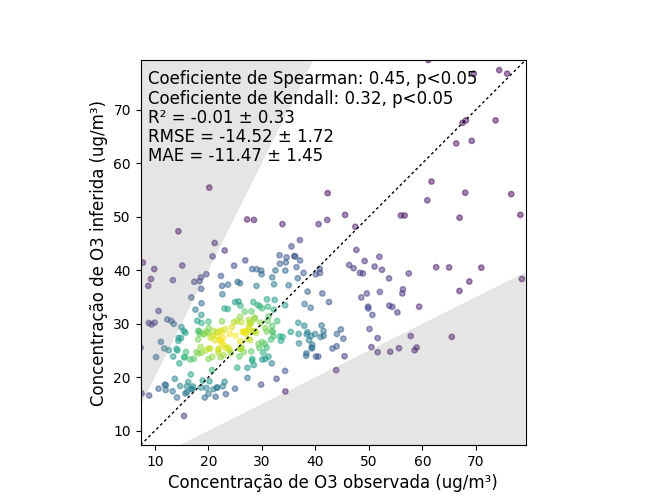 Coeficiente de Spearman: 0.45, p<0.05
Coeficiente de Kendall: 0.32, p<0.05
R² = -0.01 ± 0.33
RMSE = -14.52 ± 1.72
MAE = -11.47 ± 1.45
Concentração de O3 inferida (ug/m³)
70
60
50
40
30
20
10
10 20 30 40 50 60 70
Concentração de O3 observada (ug/m³)